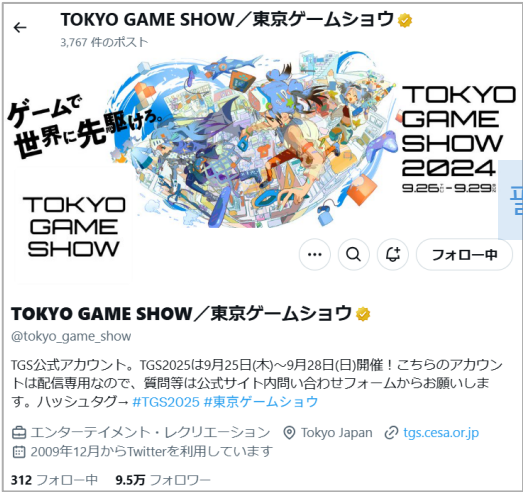 TOKYO GAME SHOW／東京ゲームショウ
3,767 件のポスト
ゲームで
世界に先駆けろ。
TOKYO
GAME
SHOW
2024
9.26 - 9.29
TOKYO
GAME
SHOW
フォロー中
TOKYO GAME SHOW／東京ゲームショウ
@tokyo_game_show
TGS公式アカウント。TGS2025は9月25日(木)～9月28日(日)開催！こちらのアカウン
トは配信専用なので、質問等は公式サイト内問い合わせフォームからお願いしま
す。ハッシュタグ→ #TGS2025 #東京ゲームショウ
エンターテイメント・レクリエーション Tokyo Japan tgs.cesa.or.jp
2009年12月からTwitterを利用しています
312 フォロー中 9.5万 フォロワー